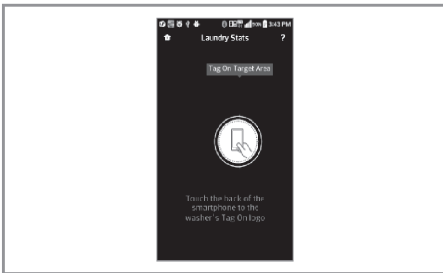 3:43 PM
Laundry Stats ?
Tag On Target Area
Touch the back of the
smartphone to the
washer's Tag On logo